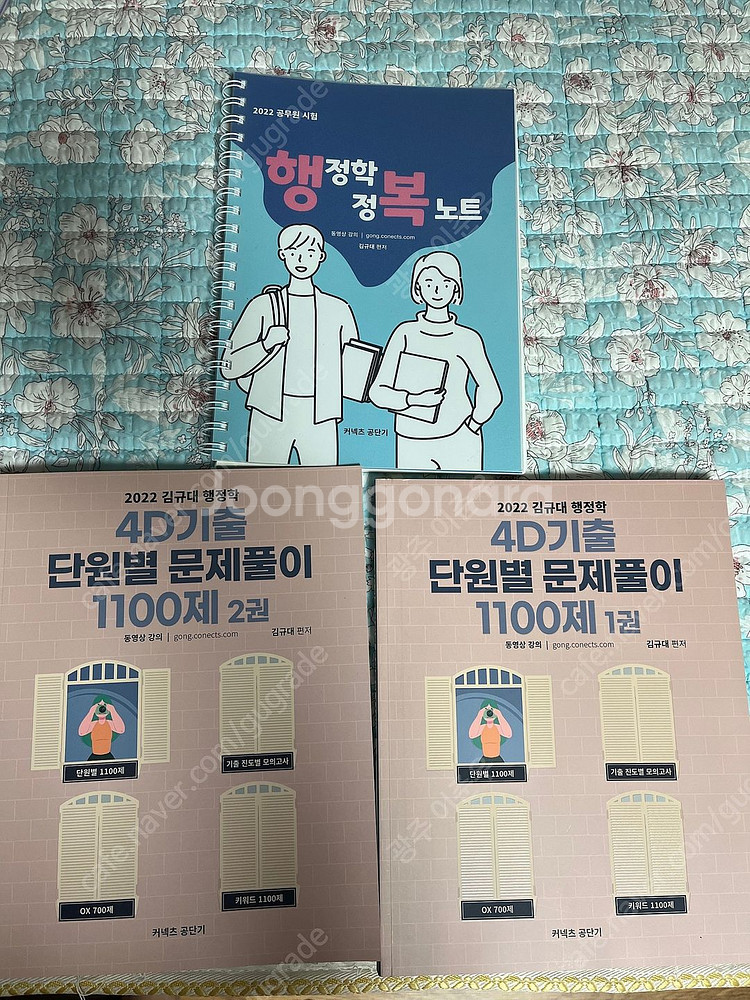 2022 공무원 시험
행정학
정복노트
동영상 강의 | gong.conects.com
김규대 편저
커넥츠 공단기
2022 김규대 행정학
4D기출
단원별 문제풀이
1100제 2권
동영상 강의 | gong.conects.com 김규대 편저
단원별 1100제
기출 진도별 모의고사
OX 700제
키워드 1100제
커넥츠 공단기
2022 김규대 행정학
4D기출
단원별 문제풀이
1100제 1권
동영상 강의 | gong.conects.com 김규대 편저
단원별 1100제
기출 진도별 모의고사
OX 700제
키워드 1100제
커넥츠 공단기
joonggonara
cafe.naver.com/gugrade